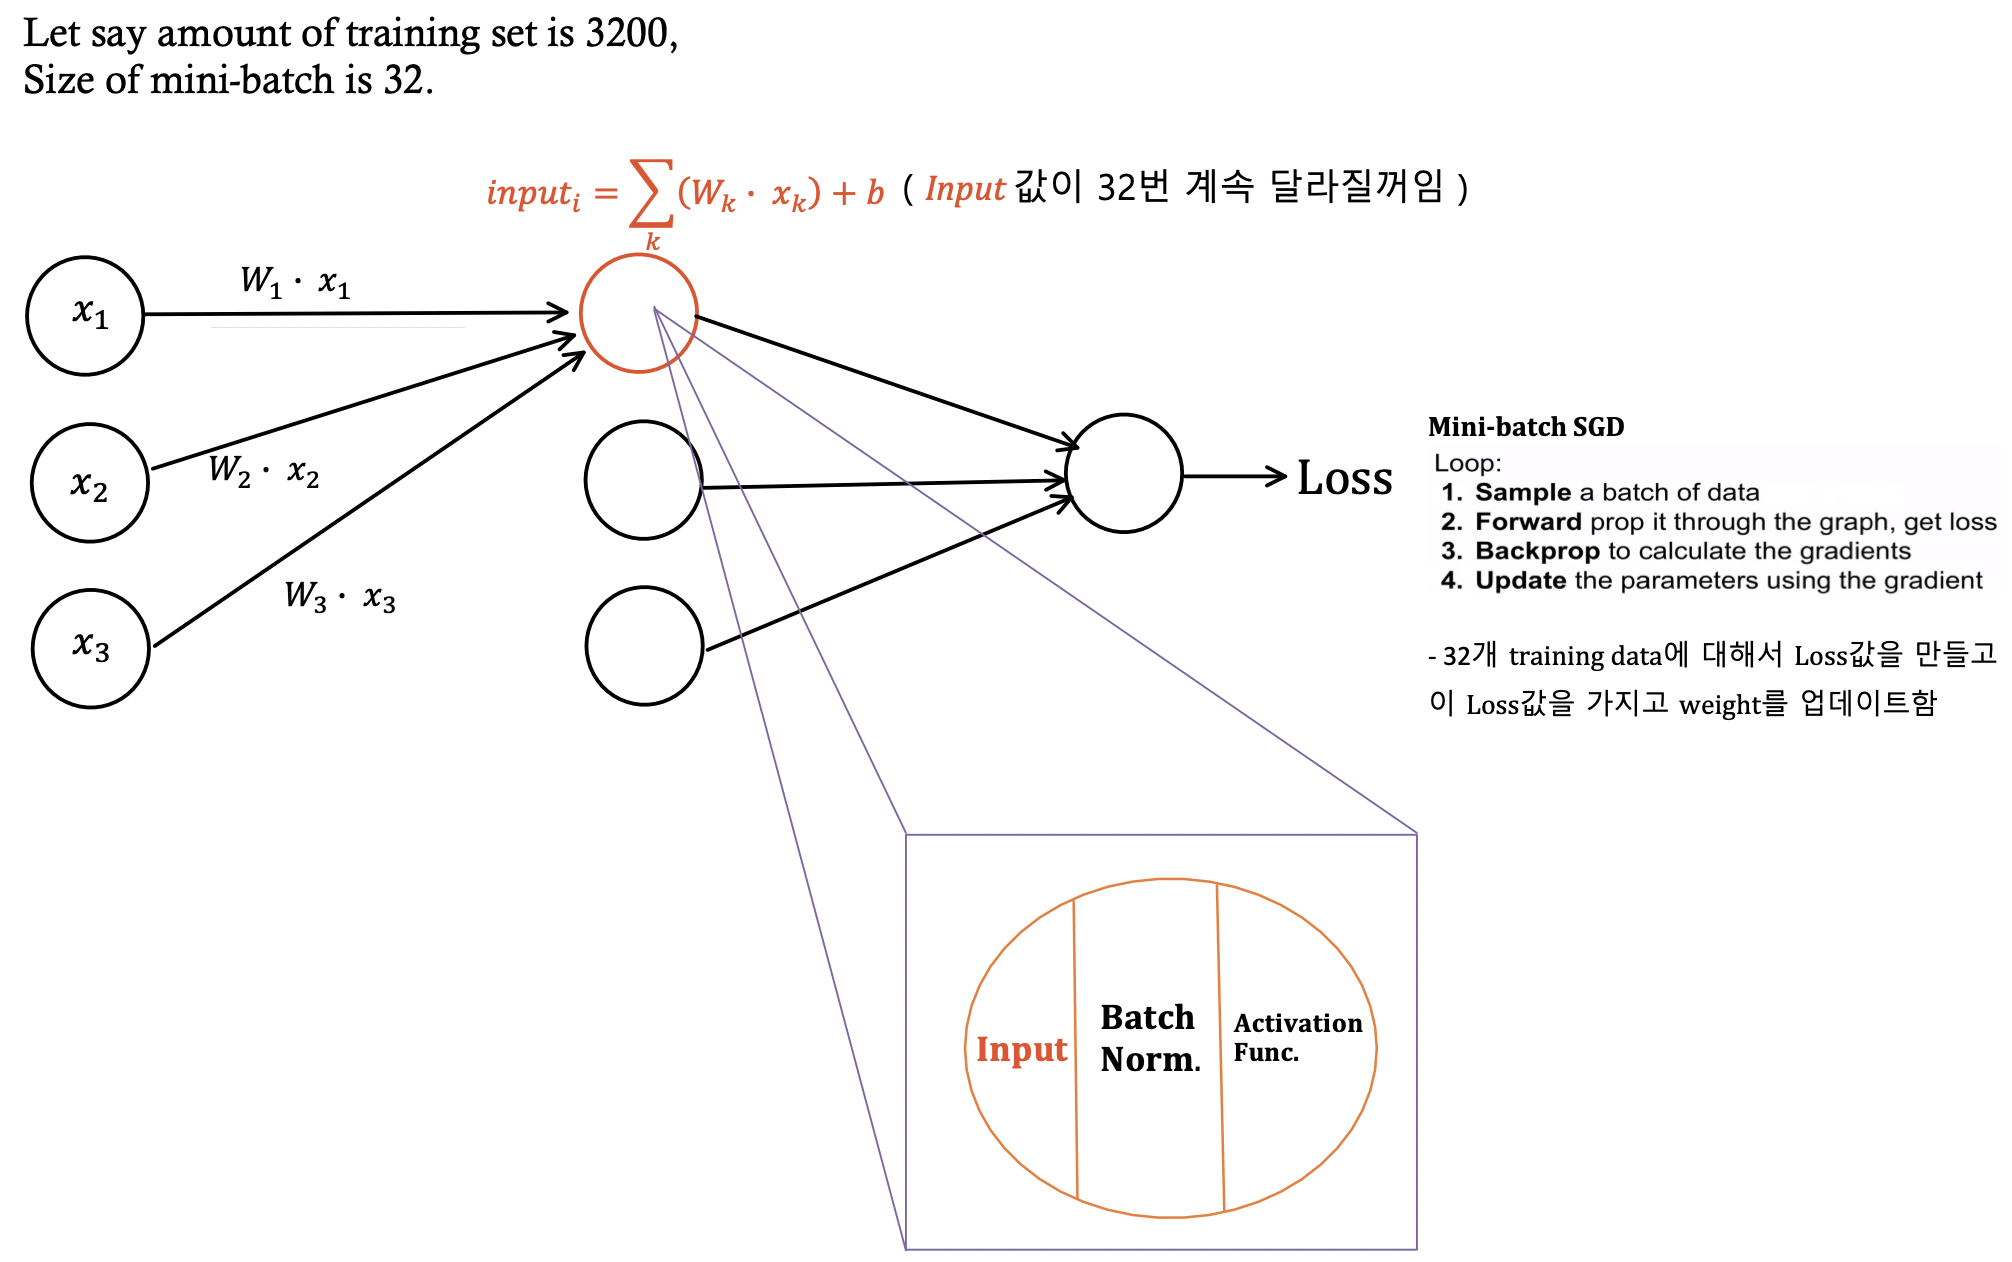 Let say amount of training set is 3200,
Size of mini-batch is 32.
input_i = ∑_k (W_k · x_k) + b ( Input 값이 32번 계속 달라질꺼임 )
x_1
W_1 · x_1
x_2
W_2 · x_2
x_3
W_3 · x_3
Loss
Mini-batch SGD
Loop:
1. Sample a batch of data
2. Forward prop it through the graph, get loss
3. Backprop to calculate the gradients
4. Update the parameters using the gradient
- 32개 training data에 대해서 Loss값을 만들고
이 Loss값을 가지고 weight를 업데이트함
Input
Batch
Norm.
Activation
Func.